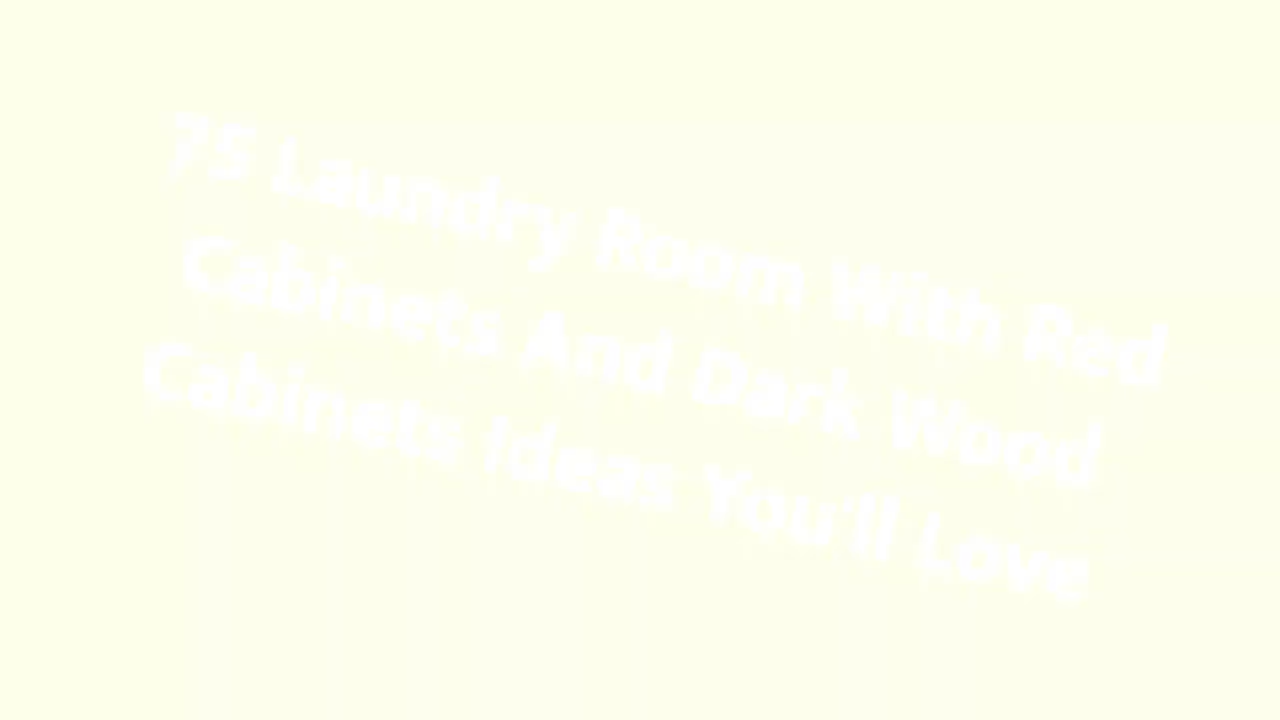 75 Laundry Room With Red
Cabinets And Dark Wood
Cabinets Ideas You'll Love